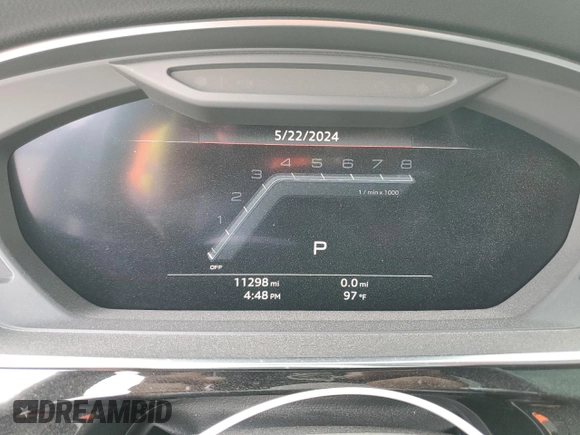 5/22/2024
3 4 5 6 7 8
2
1/min x 1000
1
P
OFF
11298 mi 0.0 mi
4:48 PM 97 °F
DREAMBID